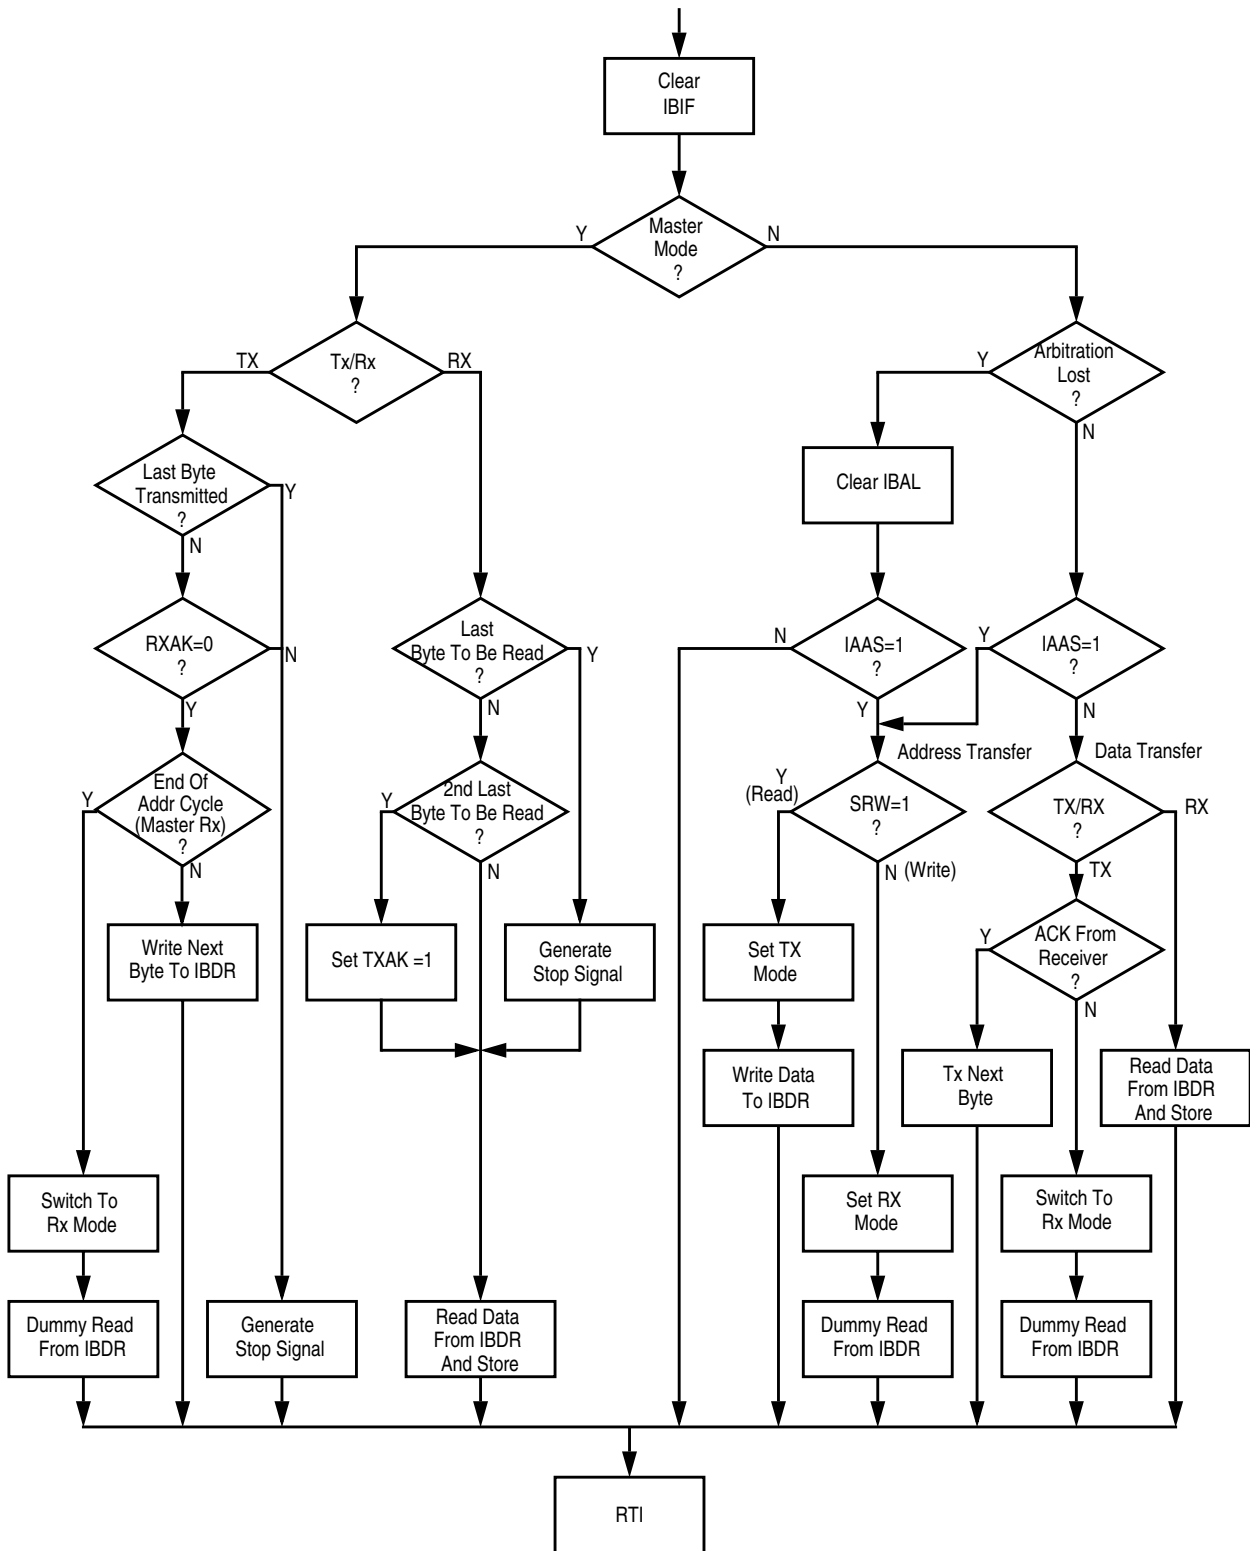 Clear
IBIF
Master
Mode
?
Y
N
Tx/Rx
?
TX
RX
Arbitration
Lost
?
Y
N
Last Byte
Transmitted
?
Y
N
Clear IBAL
RXAK=0
?
N
Y
Last
Byte To Be Read
?
Y
N
IAAS=1
?
N
Y
IAAS=1
?
Y
N
Address Transfer
Data Transfer
End Of
Addr Cycle
(Master Rx)
?
Y
N
2nd Last
Byte To Be Read
?
Y
N
SRW=1
?
Y
(Read)
N (Write)
TX/RX
?
RX
TX
Write Next
Byte To IBDR
Set TXAK =1
Generate
Stop Signal
Set TX
Mode
ACK From
Receiver
?
Y
N
Write Data
To IBDR
Tx Next
Byte
Read Data
From IBDR
And Store
Switch To
Rx Mode
Set RX
Mode
Switch To
Rx Mode
Dummy Read
From IBDR
Generate
Stop Signal
Read Data
From IBDR
And Store
Dummy Read
From IBDR
Dummy Read
From IBDR
RTI